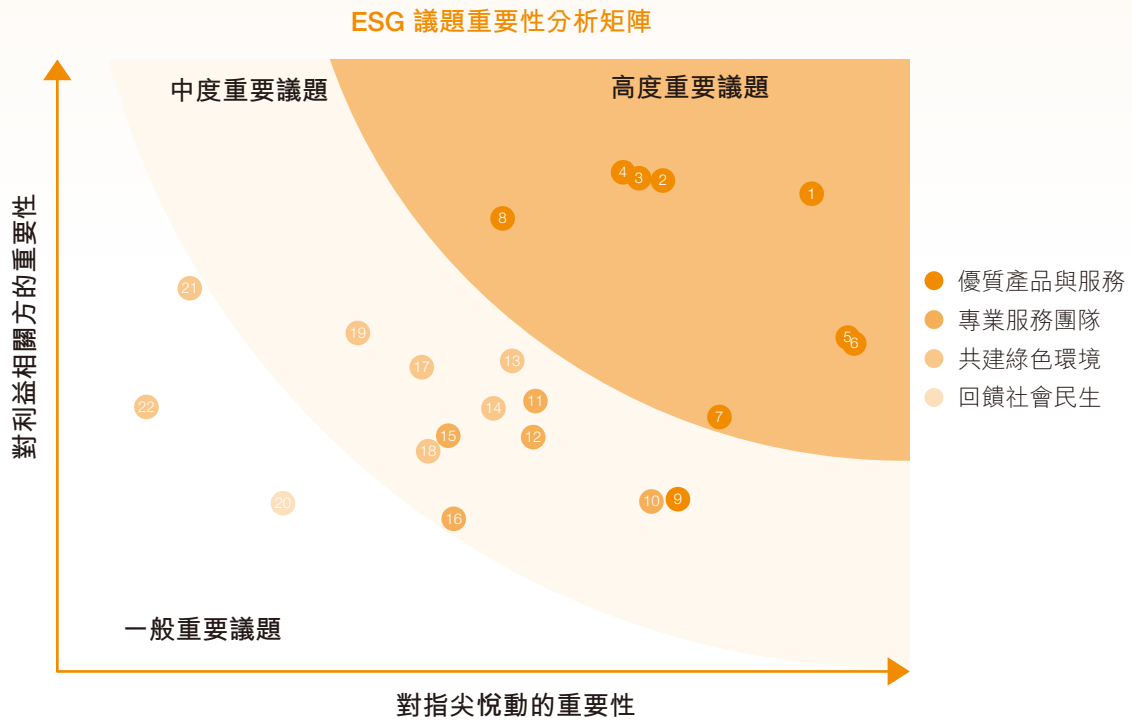 ESG 議題重要性分析矩陣
中度重要議題
高度重要議題
4
3
2
1
8
對利益相關方的重要性
21
優質產品與服務
19
5
6
專業服務團隊
17
13
共建綠色環境
22
14
11
回饋社會民生
7
15
12
18
20
10
9
16
一般重要議題
對指尖悅動的重要性